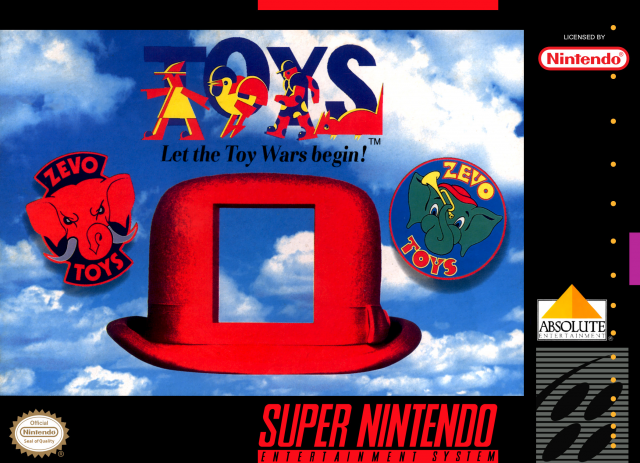 LICENSED BY
Nintendo®
TOYS
TM
Let the Toy Wars begin!
ZEVO
TOYS
ZEVO
TOYS
ABSOLUTE
ENTERTAINMENT®
Official
Nintendo
Seal of Quality
®
SUPER NINTENDO
ENTERTAINMENT SYSTEM